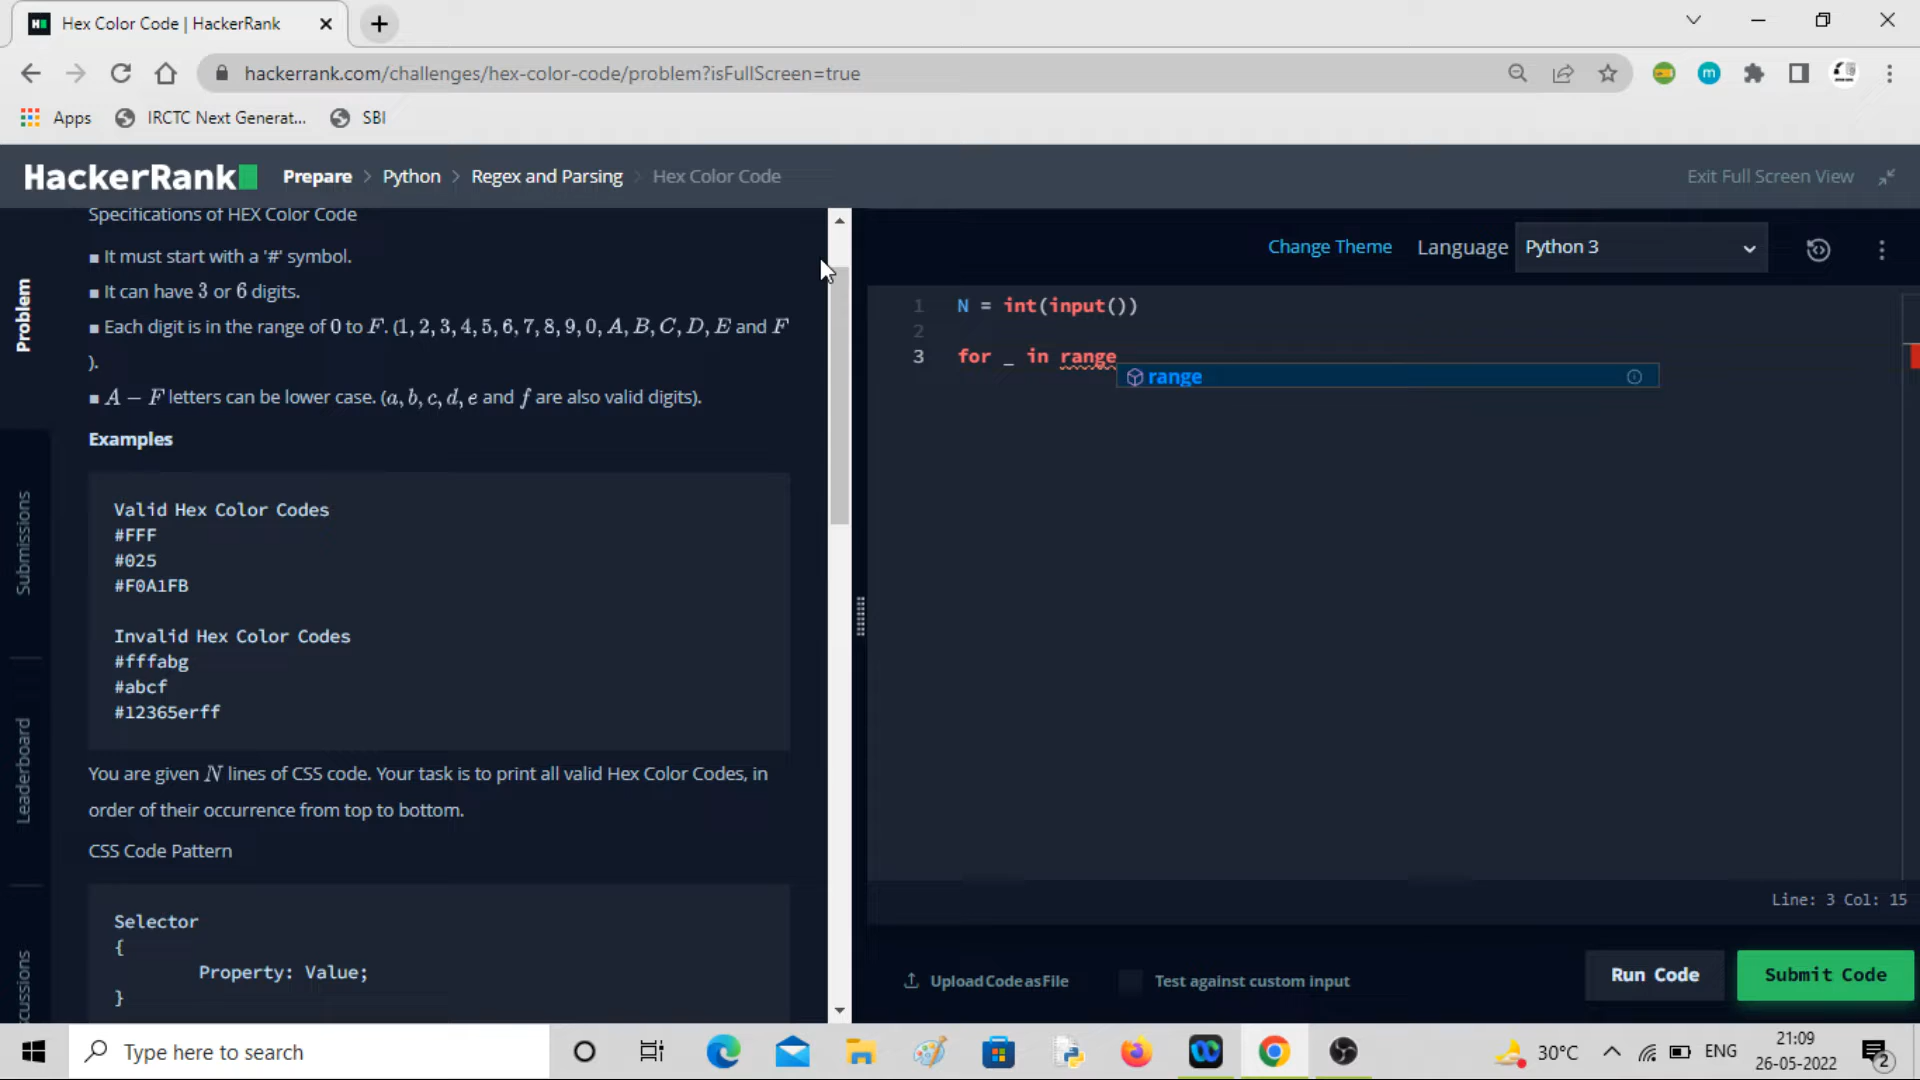 Hex Color Code | HackerRank
hackerrank.com/challenges/hex-color-code/problem?isFullScreen=true
m
Apps
IRCTC Next Generat...
SBI
HackerRank
Prepare > Python > Regex and Parsing > Hex Color Code
Exit Full Screen View
Problem
Submissions
Leaderboard
cussions
Specifications of HEX Color Code
■ It must start with a '#' symbol.
■ It can have 3 or 6 digits.
■ Each digit is in the range of 0 to F. (1, 2, 3, 4, 5, 6, 7, 8, 9, 0, A, B, C, D, E and F
).
■ A − F letters can be lower case. (a, b, c, d, e and f are also valid digits).
Examples
Valid Hex Color Codes
#FFF
#025
#F0A1FB
Invalid Hex Color Codes
#fffabg
#abcf
#12365erff
You are given N lines of CSS code. Your task is to print all valid Hex Color Codes, in
order of their occurrence from top to bottom.
CSS Code Pattern
Selector
{
Property: Value;
}
Change Theme
Language
Python 3
1 N = int(input())
2
3 for _ in range
range
Line: 3 Col: 15
Upload Code as File
Test against custom input
Run Code
Submit Code
Type here to search
30°C
ENG
21:09
26-05-2022
2